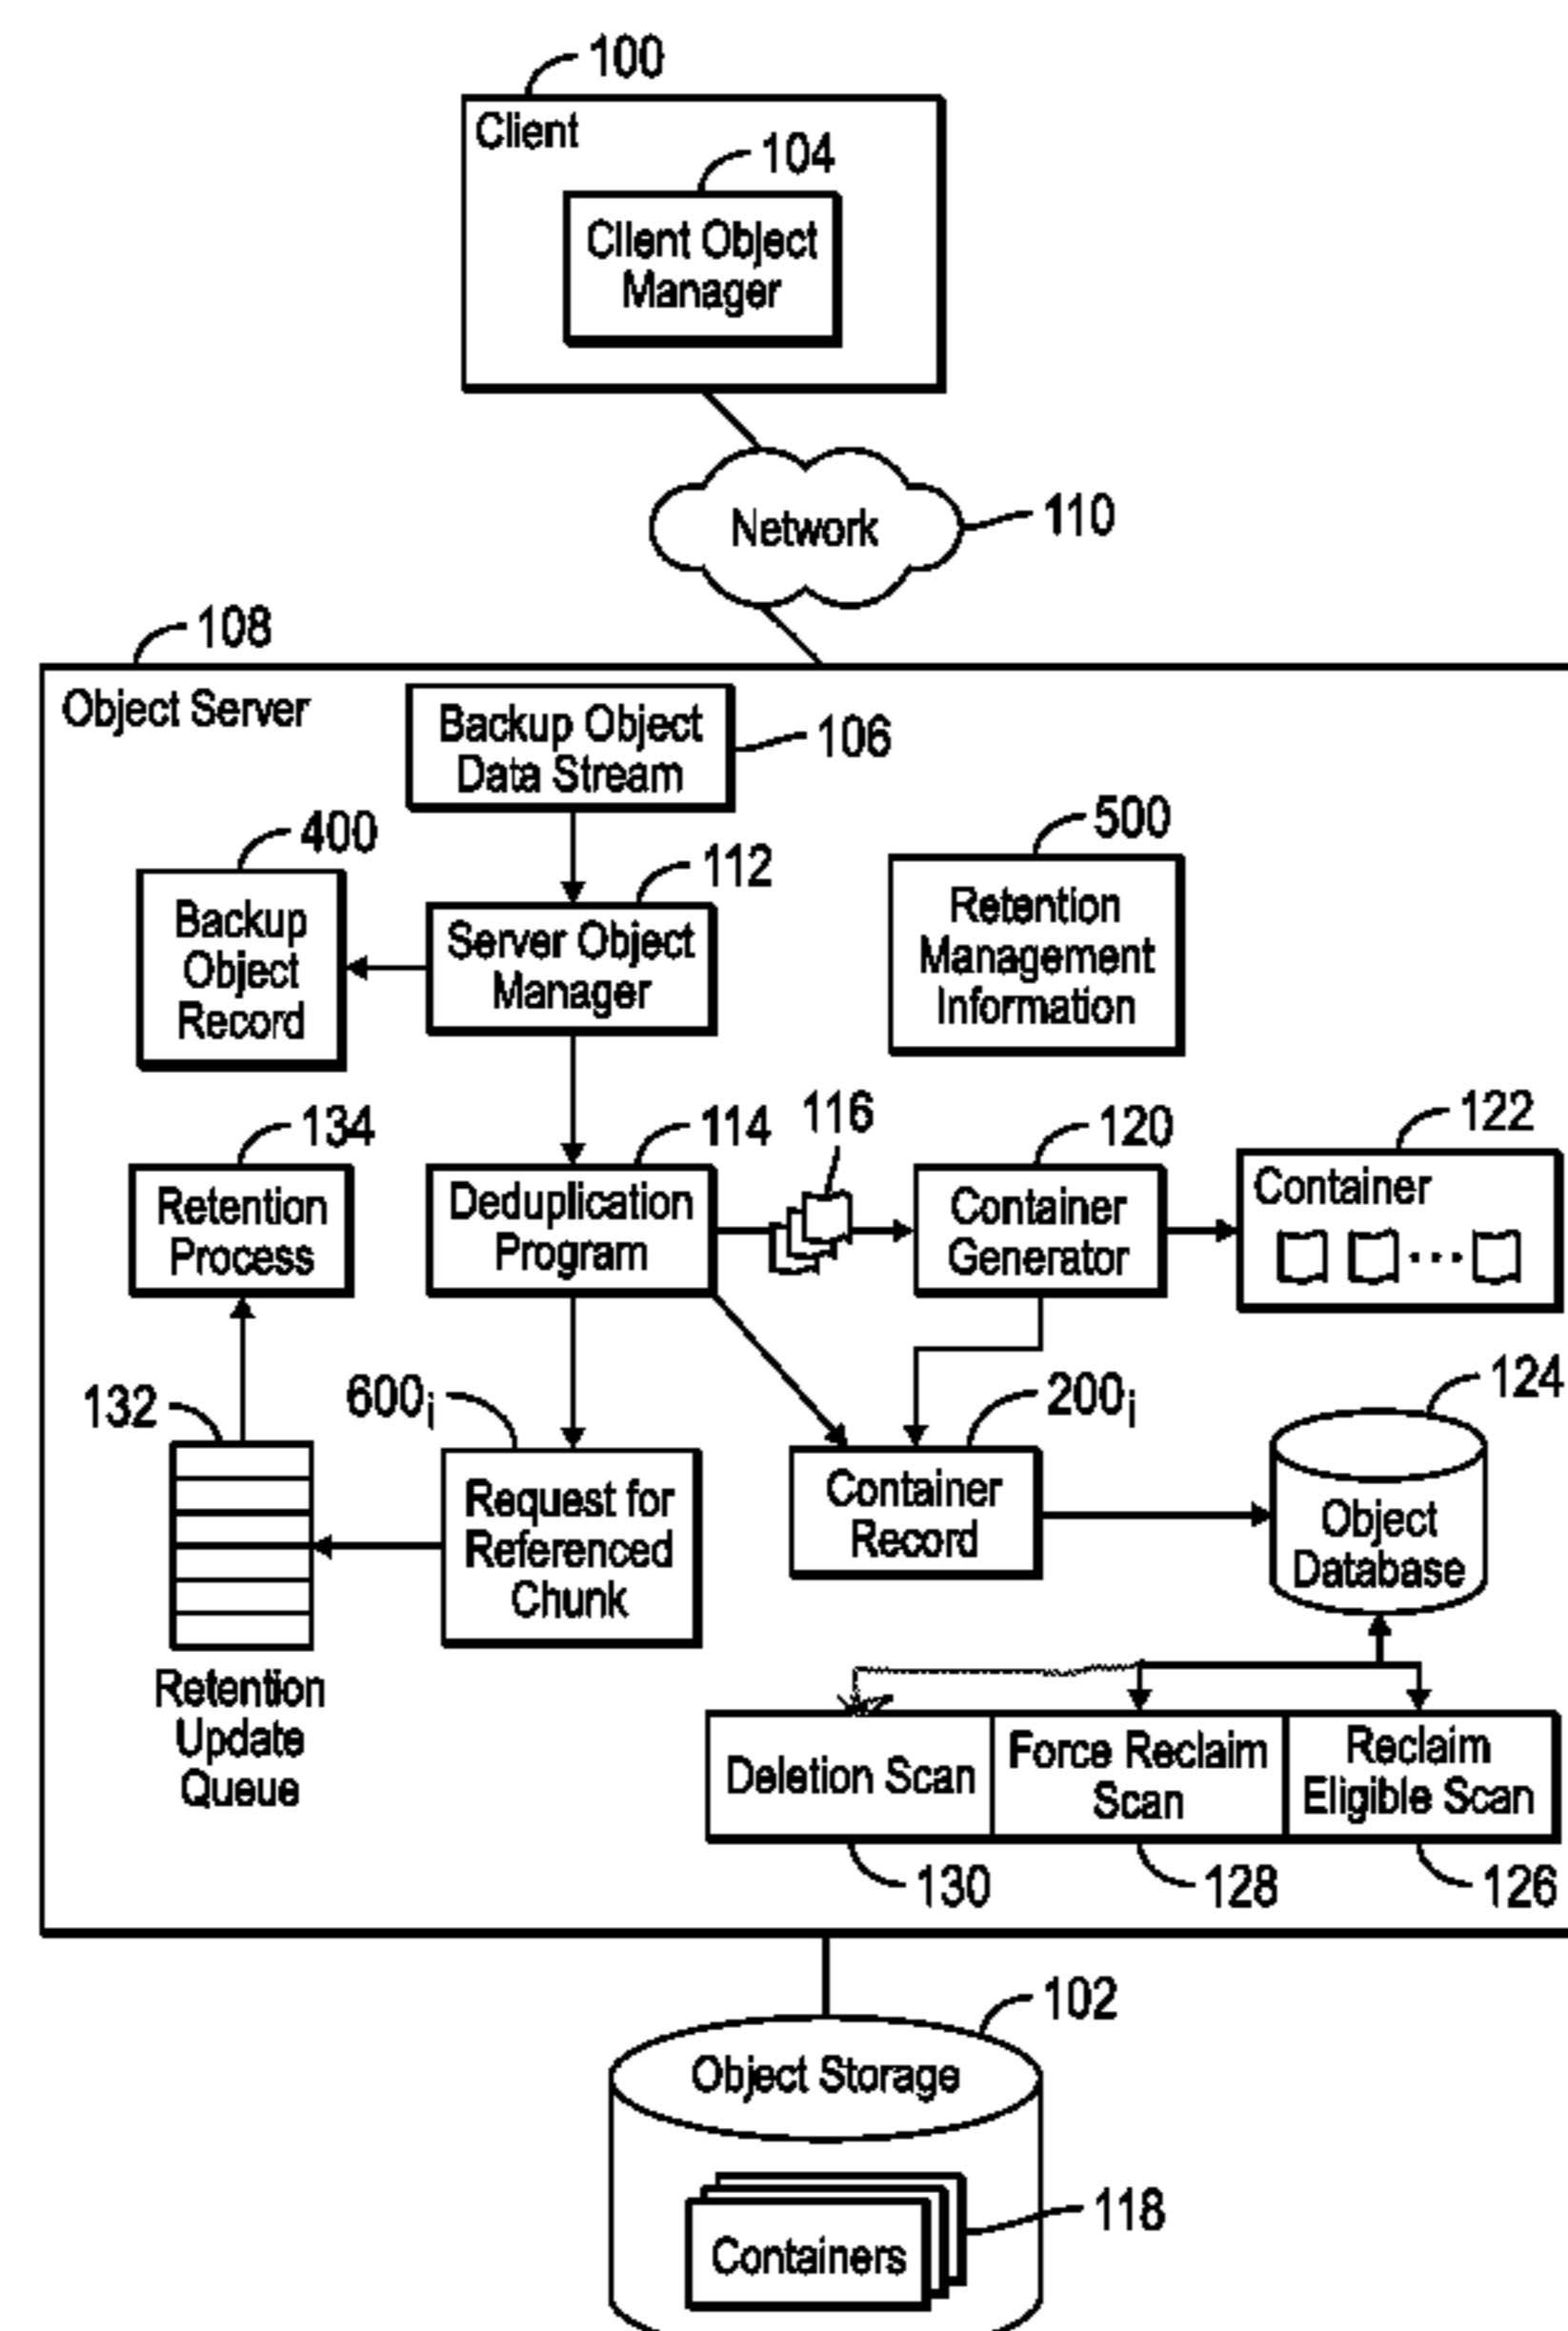 100
Client
104
Client Object
Manager
Network
110
108
Object Server
Backup Object
Data Stream
106
400
Backup
Object
Record
112
Server Object
Manager
500
Retention
Management
Information
134
Retention
Process
114
Deduplication
Program
116
120
Container
Generator
122
Container
132
Retention
Update
Queue
600i
Request for
Referenced
Chunk
200i
Container
Record
124
Object
Database
Deletion Scan
Force Reclaim
Scan
Reclaim
Eligible Scan
130
128
126
102
Object Storage
118
Containers